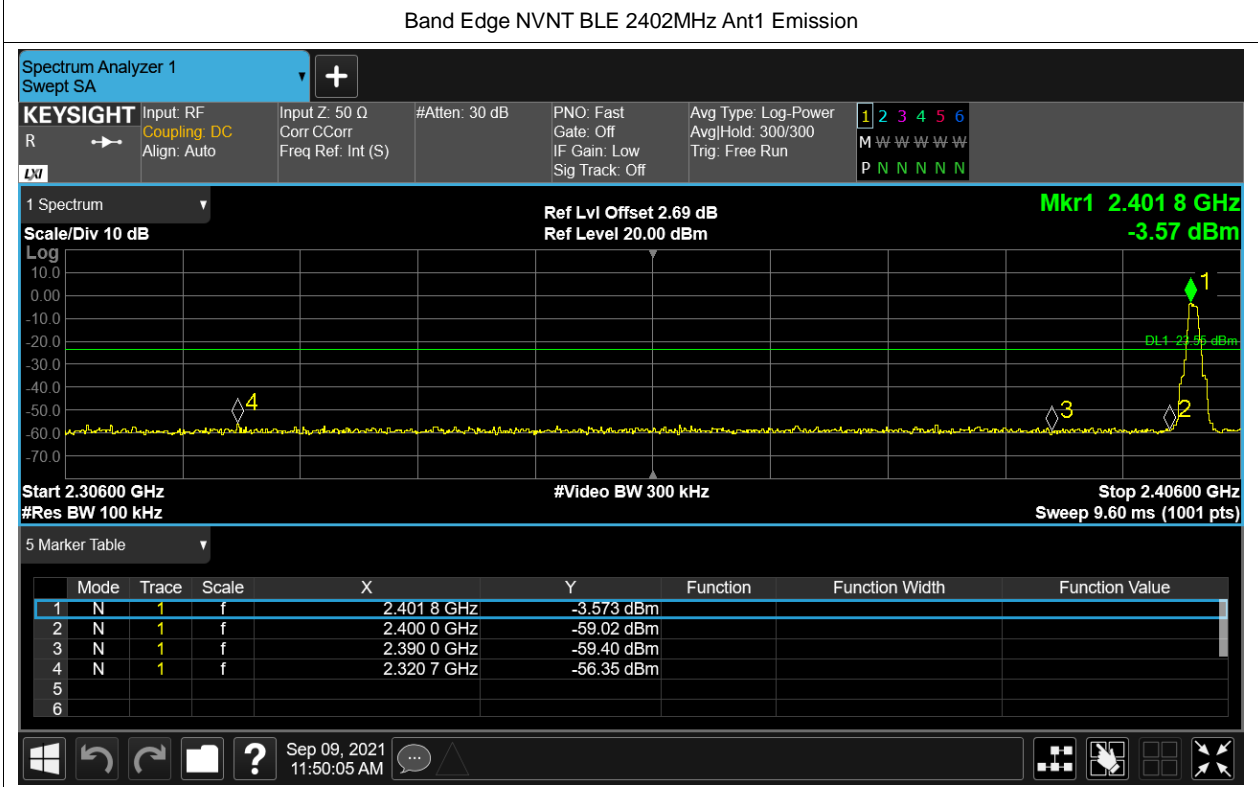 Band Edge NVNT BLE 2402MHz Ant1 Emission
Spectrum Analyzer 1
Swept SA
+
KEYSIGHT Input: RF Input Z: 50 Ω #Atten: 30 dB PNO: Fast Avg Type: Log-Power 1 2 3 4 5 6
R Coupling: DC Corr CCorr Gate: Off Avg|Hold: 300/300 M W W W W W
Align: Auto Freq Ref: Int (S) IF Gain: Low Trig: Free Run
LXI Sig Track: Off P N N N N N
1 Spectrum Ref Lvl Offset 2.69 dB Mkr1 2.401 8 GHz
Scale/Div 10 dB Ref Level 20.00 dBm -3.57 dBm
Log
10.0
0.00 1
-10.0
-20.0 DL1 -23.55 dBm
-30.0
-40.0
-50.0 4 3 2
-60.0
-70.0
Start 2.30600 GHz #Video BW 300 kHz Stop 2.40600 GHz
#Res BW 100 kHz Sweep 9.60 ms (1001 pts)
5 Marker Table
Mode Trace Scale X Y Function Function Width Function Value
1 N 1 f 2.401 8 GHz -3.573 dBm
2 N 1 f 2.400 0 GHz -59.02 dBm
3 N 1 f 2.390 0 GHz -59.40 dBm
4 N 1 f 2.320 7 GHz -56.35 dBm
5
6
? Sep 09, 2021
11:50:05 AM